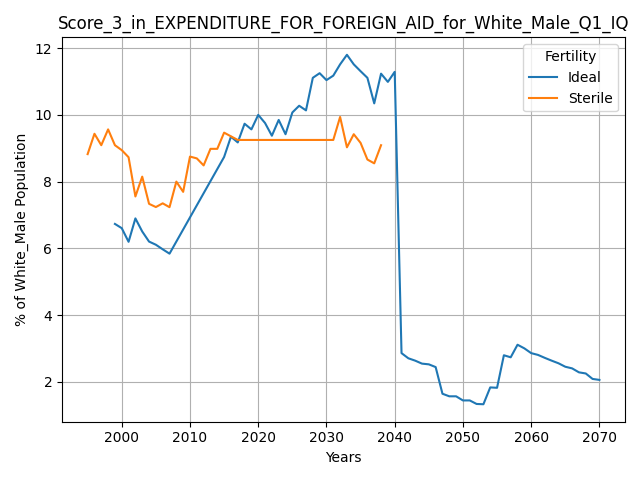 Score_3_in_EXPENDITURE_FOR_FOREIGN_AID_for_White_Male_Q1_IQ
Fertility
Ideal
Sterile
% of White_Male Population
12
10
8
6
4
2
2000 2010 2020 2030 2040 2050 2060 2070
Years